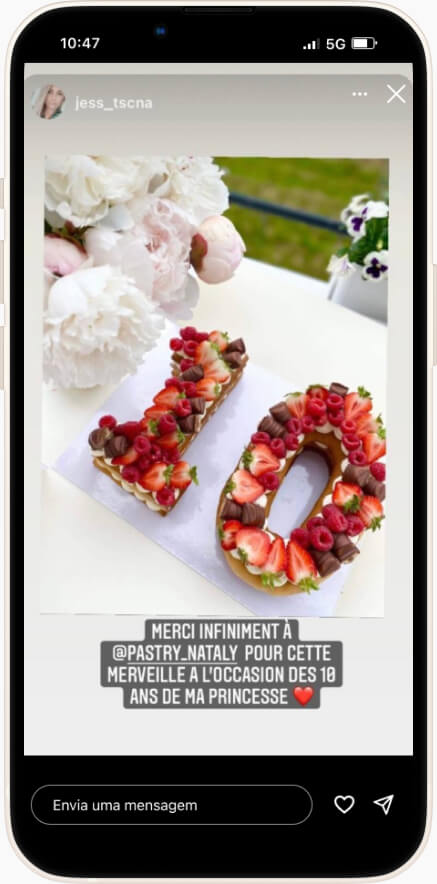 10:47
5G
jess_tscna
MERCI INFINIMENT À
@PASTRY_NATALY POUR CETTE
MERVEILLE A L'OCCASION DES 10
ANS DE MA PRINCESSE ❤️
Envia uma mensagem